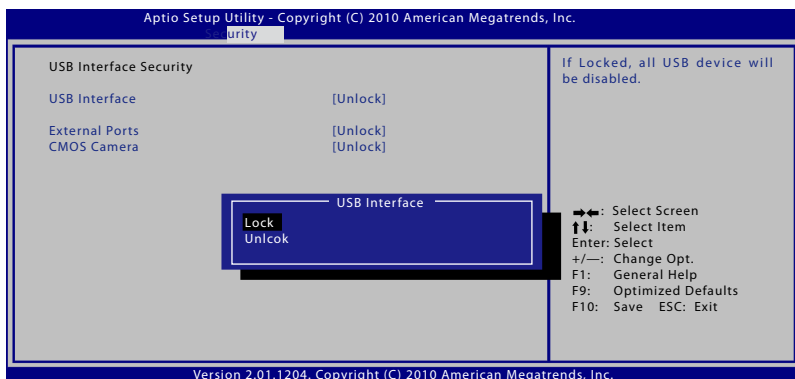 Aptio Setup Utility - Copyright (C) 2010 American Megatrends, Inc.
Security
USB Interface Security
USB Interface [Unlock]
External Ports [Unlock]
CMOS Camera [Unlock]
If Locked, all USB device will
be disabled.
USB Interface
Lock
Unlcok
→←: Select Screen
↑↓: Select Item
Enter: Select
+/—: Change Opt.
F1: General Help
F9: Optimized Defaults
F10: Save ESC: Exit
Version 2.01.1204. Copyright (C) 2010 American Megatrends, Inc.